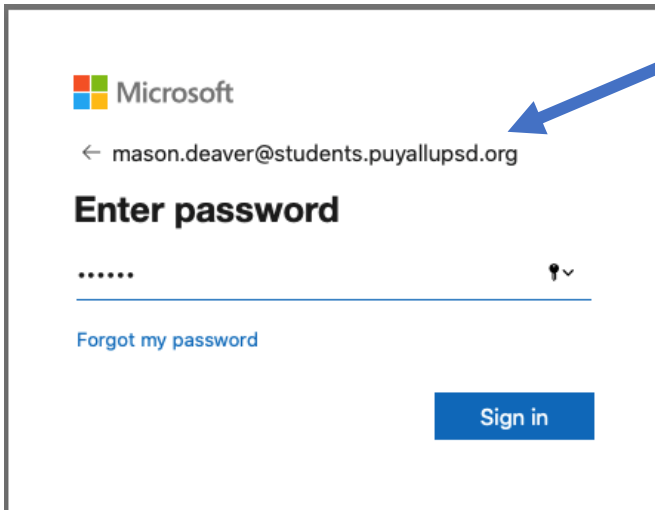 Microsoft
← mason.deaver@students.puyallupsd.org
Enter password
••••••
Forgot my password
Sign in